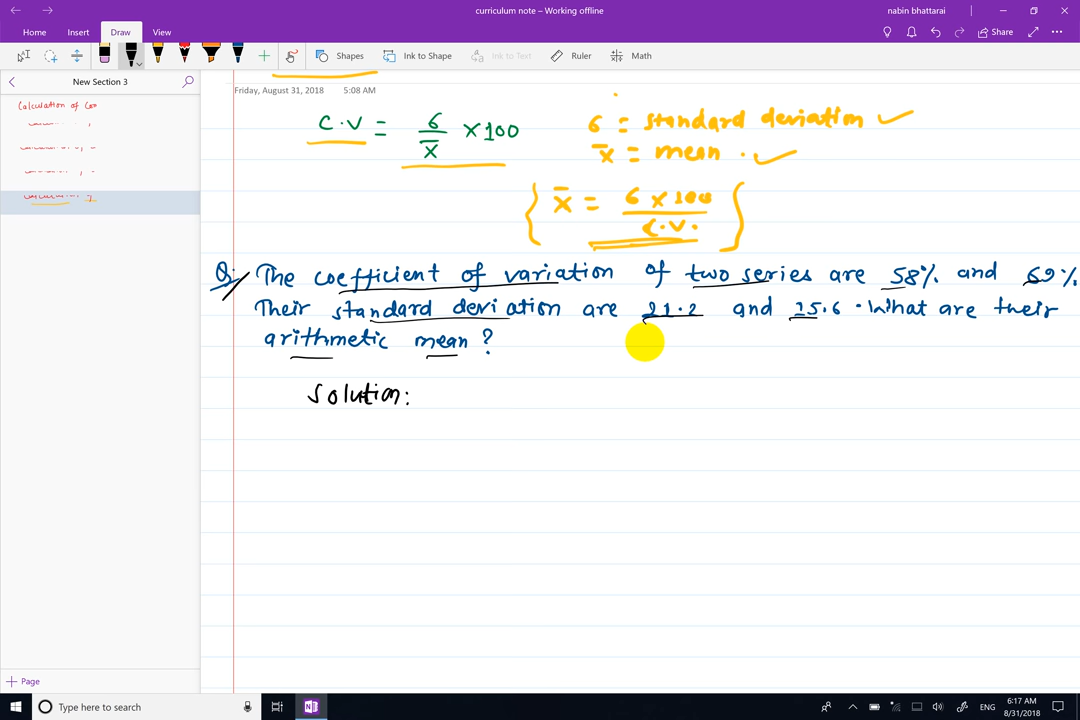 curriculum note – Working offline
nabin bhattarai
Home Insert Draw View
Share
Shapes Ink to Shape Ink to Text Ruler Math
New Section 3
Calculation of Coe
Friday, August 31, 2018 5:08 AM
C.V = σ/x̄ ×100
σ = standard deviation
x̄ = mean.
{ x̄ = σ × 100 / C.V. }
Q: The coefficient of variation of two series are 58% and 69%.
Their standard deviation are 21.2 and 15.6. What are their
arithmetic mean?
Solution:
+ Page
Type here to search
ENG
6:17 AM
8/31/2018